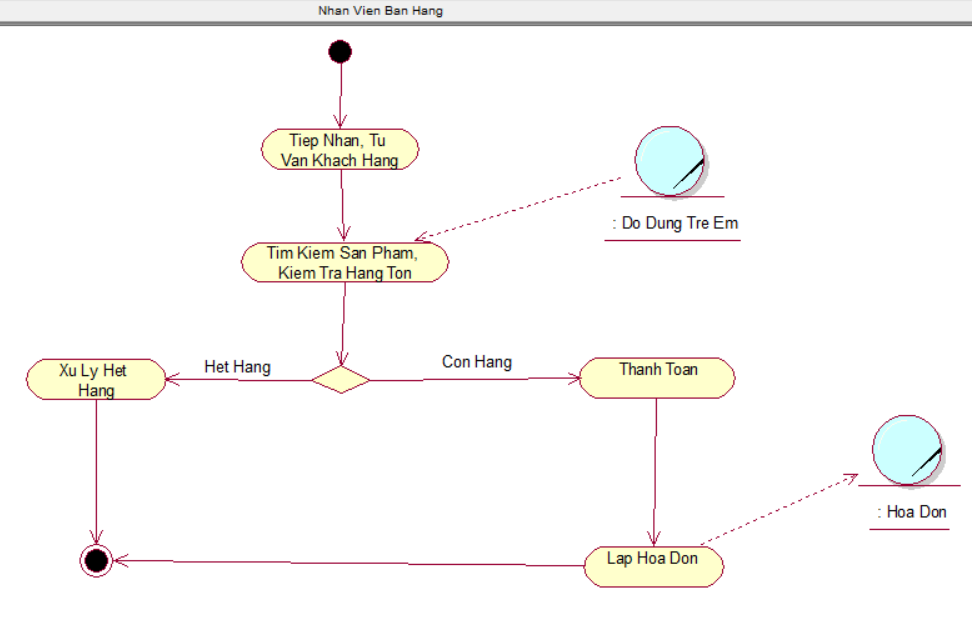 Nhan Vien Ban Hang
Tiep Nhan, Tu
Van Khach Hang
: Do Dung Tre Em
Tim Kiem San Pham,
Kiem Tra Hang Ton
Het Hang
Con Hang
Xu Ly Het
Hang
Thanh Toan
: Hoa Don
Lap Hoa Don